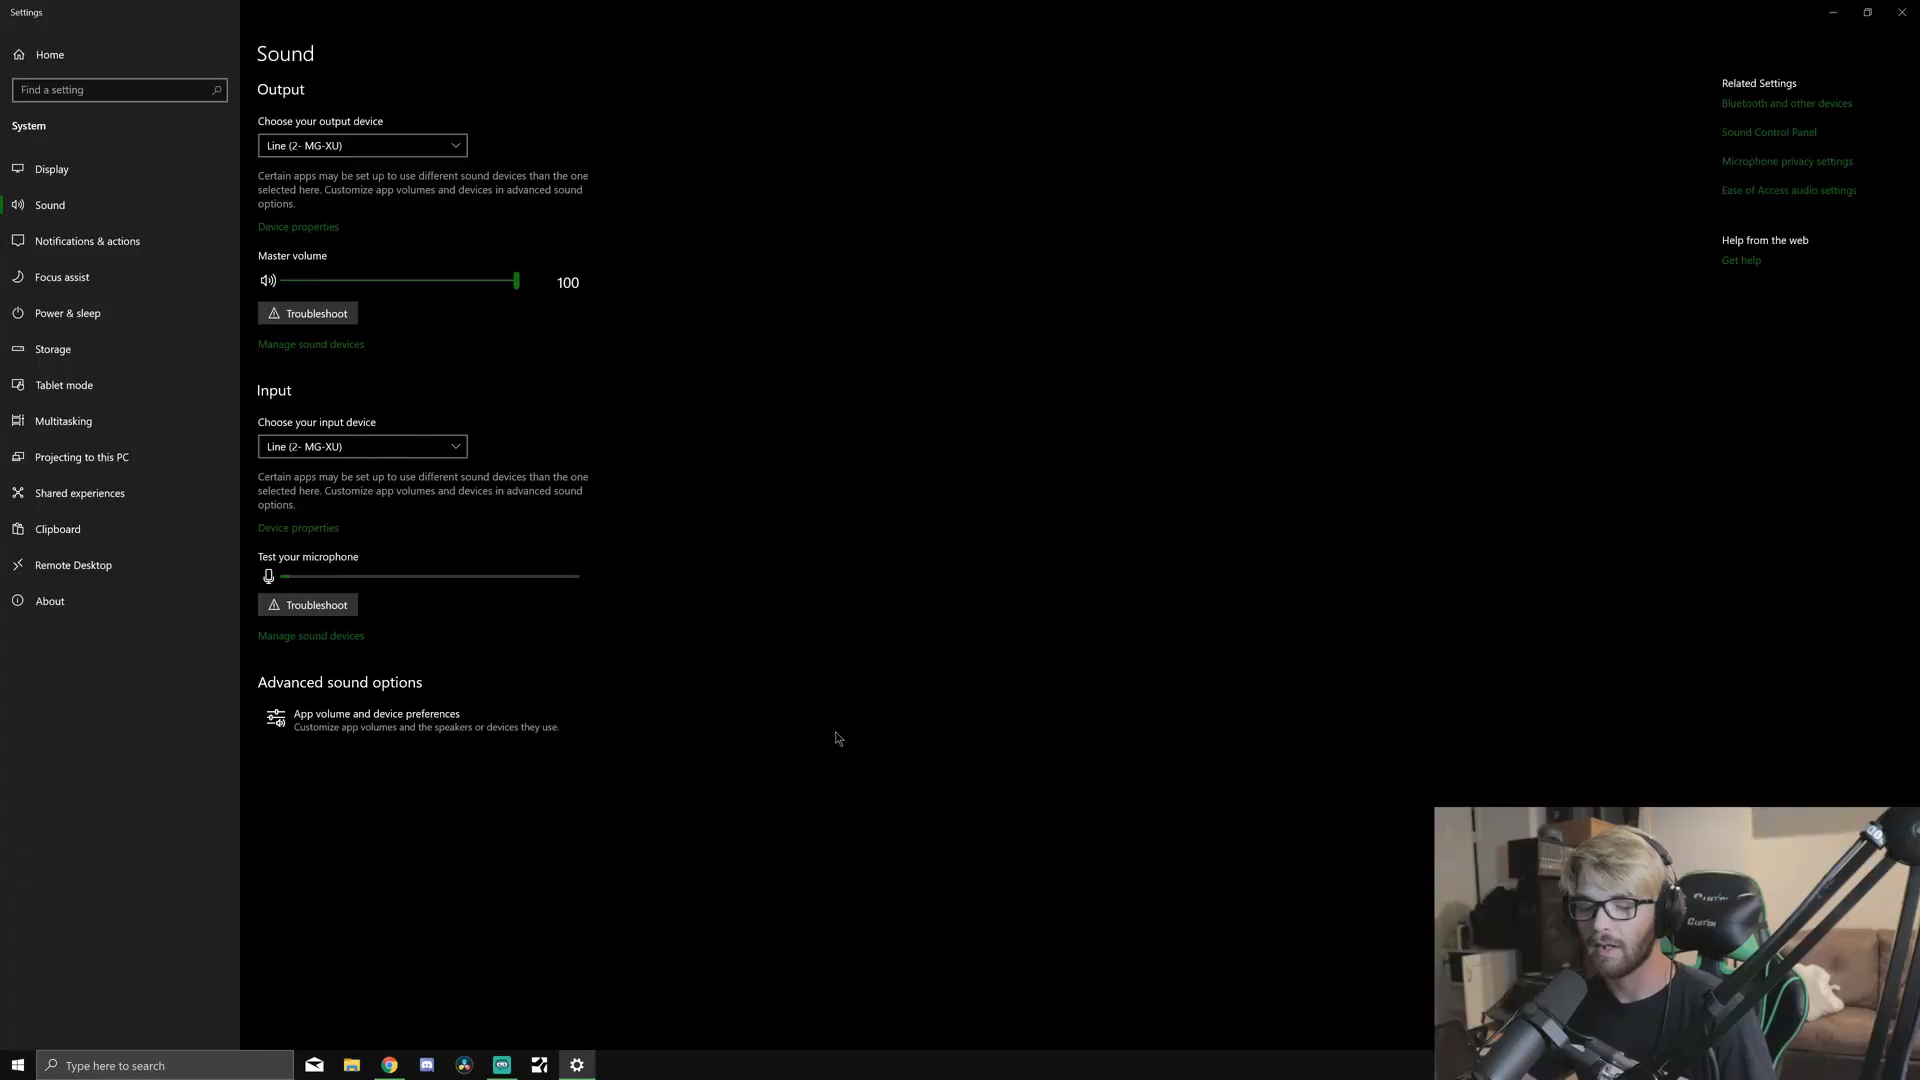 Settings
Home
Find a setting
System
Display
Sound
Notifications & actions
Focus assist
Power & sleep
Storage
Tablet mode
Multitasking
Projecting to this PC
Shared experiences
Clipboard
Remote Desktop
About
Sound
Output
Choose your output device
Line (2- MG-XU)
Certain apps may be set up to use different sound devices than the one
selected here. Customize app volumes and devices in advanced sound
options.
Device properties
Master volume
100
Troubleshoot
Manage sound devices
Input
Choose your input device
Line (2- MG-XU)
Certain apps may be set up to use different sound devices than the one
selected here. Customize app volumes and devices in advanced sound
options.
Device properties
Test your microphone
Troubleshoot
Manage sound devices
Advanced sound options
App volume and device preferences
Customize app volumes and the speakers or devices they use.
Related Settings
Bluetooth and other devices
Sound Control Panel
Microphone privacy settings
Ease of Access audio settings
Help from the web
Get help
Type here to search